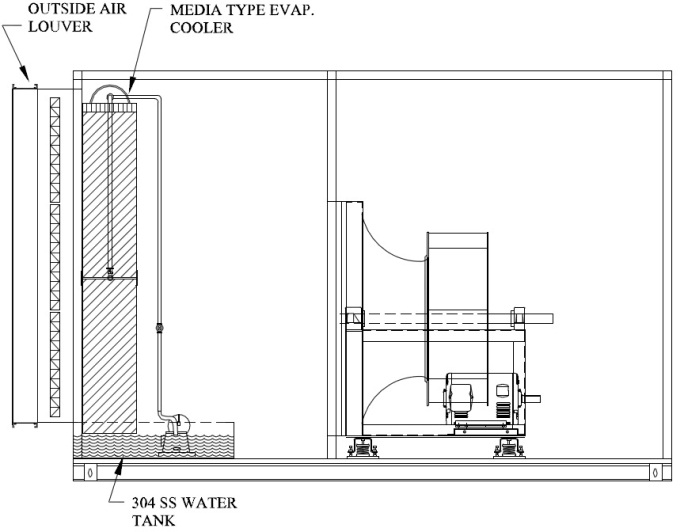 OUTSIDE AIR
LOUVER
MEDIA TYPE EVAP.
COOLER
304 SS WATER
TANK